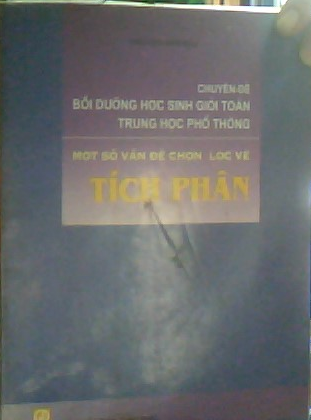 CHUYÊN ĐỀ
BỒI DƯỠNG HỌC SINH GIỎI TOÁN
TRUNG HỌC PHỔ THÔNG
MỘT SỐ VẤN ĐỀ CHỌN LỌC VỀ
TÍCH PHÂN